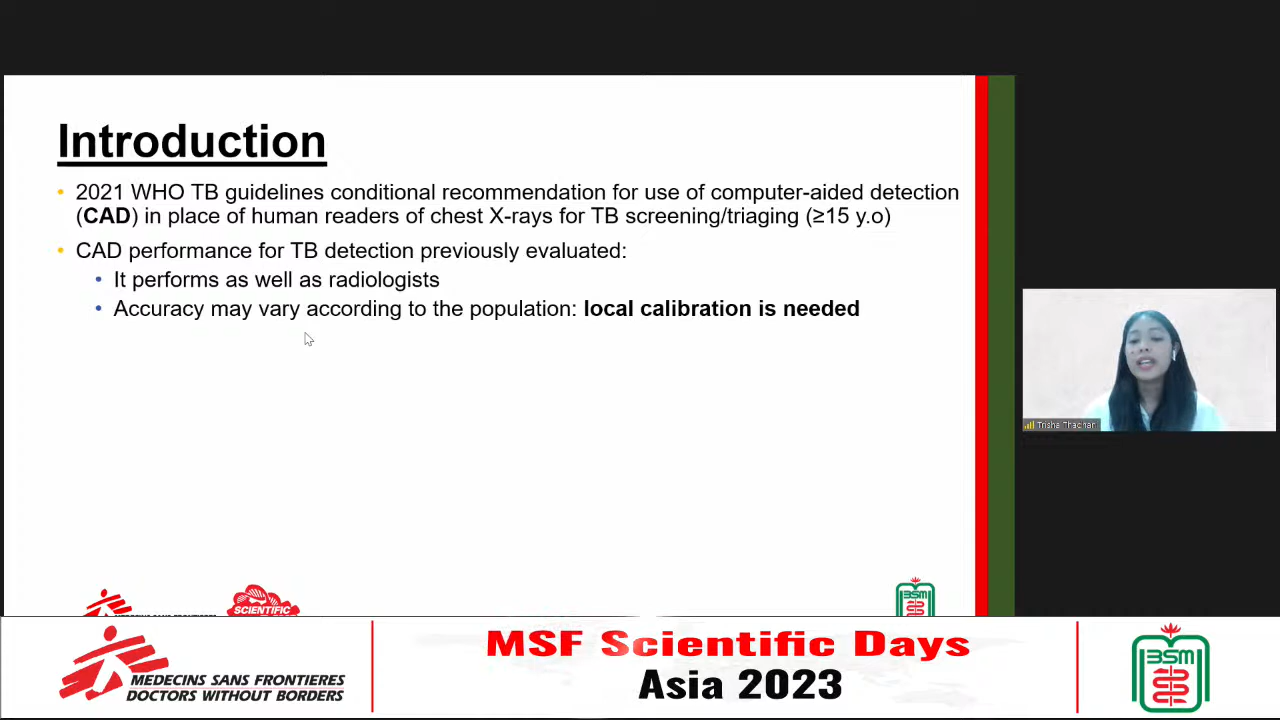 Introduction
2021 WHO TB guidelines conditional recommendation for use of computer-aided detection
(CAD) in place of human readers of chest X-rays for TB screening/triaging (≥15 y.o)
CAD performance for TB detection previously evaluated:
It performs as well as radiologists
Accuracy may vary according to the population: local calibration is needed
Trisha Thadhani
SCIENTIFIC
BSM
MEDECINS SANS FRONTIERES
DOCTORS WITHOUT BORDERS
MSF Scientific Days
Asia 2023
BSM